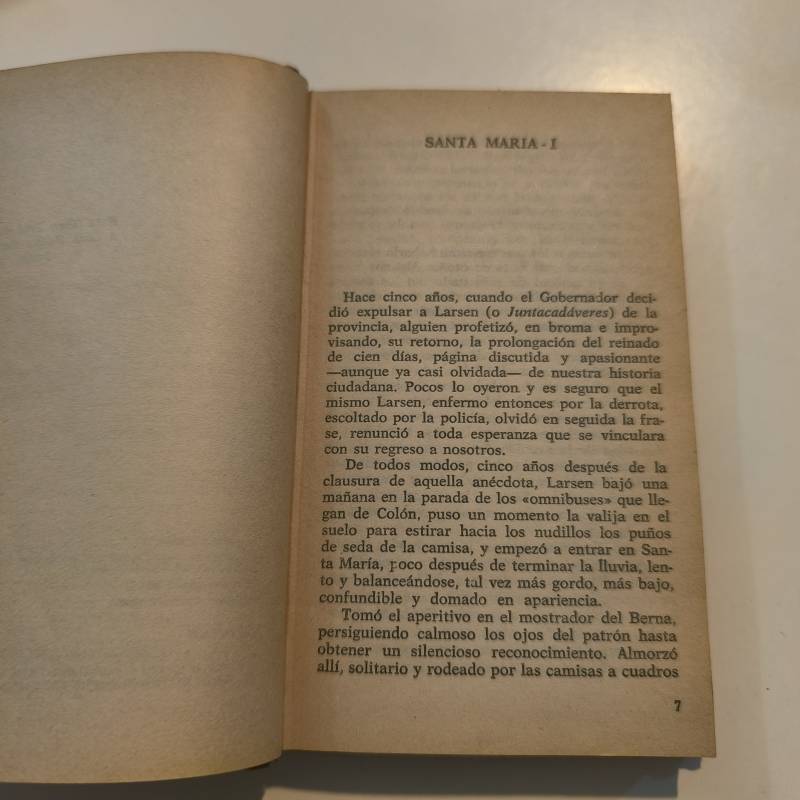 SANTA MARIA - I
Hace cinco años, cuando el Gobernador deci-
dió expulsar a Larsen (o Juntacadáveres) de la
provincia, alguien profetizó, en broma e impro-
visando, su retorno, la prolongación del reinado
de cien días, página discutida y apasionante
—aunque ya casi olvidada— de nuestra historia
ciudadana. Pocos lo oyeron y es seguro que el
mismo Larsen, enfermo entonces por la derrota,
escoltado por la policía, olvidó en seguida la fra-
se, renunció a toda esperanza que se vinculara
con su regreso a nosotros.
De todos modos, cinco años después de la
clausura de aquella anécdota, Larsen bajó una
mañana en la parada de los «omnibuses» que lle-
gan de Colón, puso un momento la valija en el
suelo para estirar hacia los nudillos los puños
de seda de la camisa, y empezó a entrar en San-
ta María, poco después de terminar la lluvia, len-
to y balanceándose, tal vez más gordo, más bajo,
confundible y domado en apariencia.
Tomó el aperitivo en el mostrador del Berna,
persiguiendo calmoso los ojos del patrón hasta
obtener un silencioso reconocimiento. Almorzó
allí, solitario y rodeado por las camisas a cuadros
7